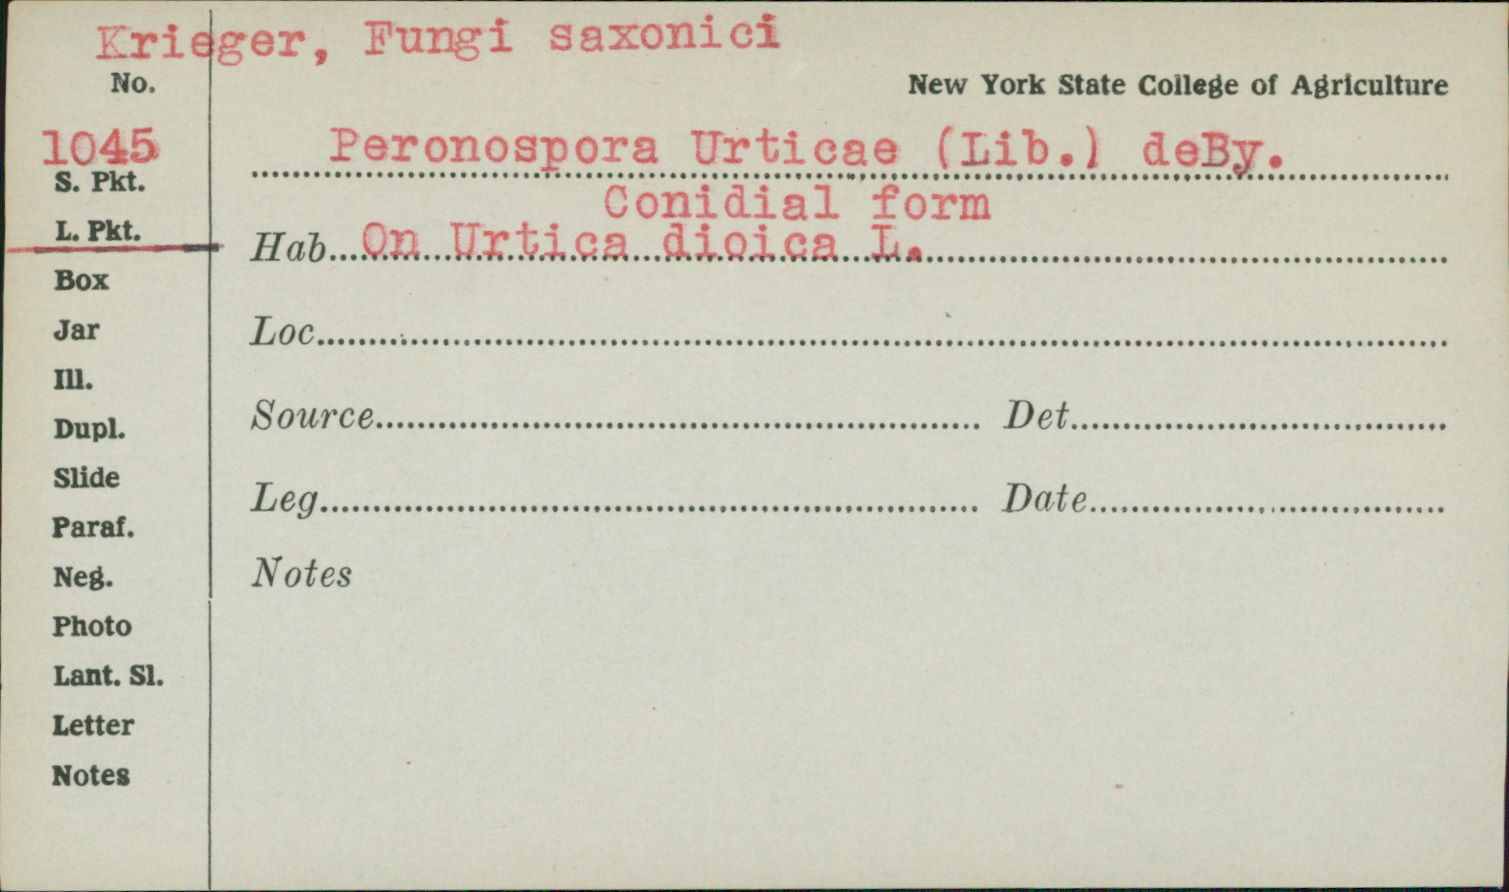 Krieger, Fungi saxonici
No.
New York State College of Agriculture
1045
Peronospora Urticae (Lib.) deBy.
S. Pkt.
Conidial form
L. Pkt.
Hab. On Urtica dioica L.
Box
Jar
Loc.
Ill.
Dupl.
Source
Det.
Slide
Leg.
Date
Paraf.
Neg.
Notes
Photo
Lant. Sl.
Letter
Notes